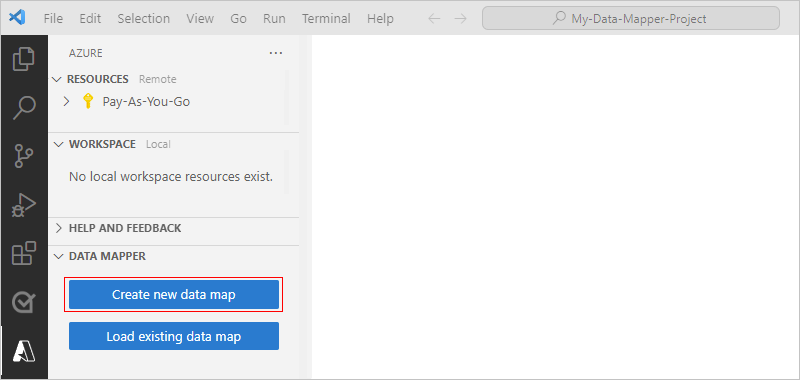 File Edit Selection View Go Run Terminal Help My-Data-Mapper-Project
AZURE
RESOURCES Remote
Pay-As-You-Go
WORKSPACE Local
No local workspace resources exist.
HELP AND FEEDBACK
DATA MAPPER
Create new data map
Load existing data map